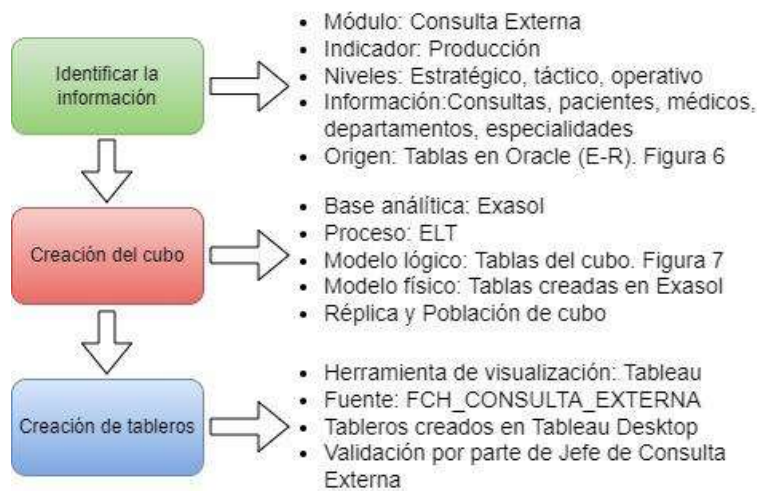 Identificar la
información
• Módulo: Consulta Externa
• Indicador: Producción
• Niveles: Estratégico, táctico, operativo
• Información:Consultas, pacientes, médicos,
departamentos, especialidades
• Origen: Tablas en Oracle (E-R). Figura 6
Creación del cubo
• Base análítica: Exasol
• Proceso: ELT
• Modelo lógico: Tablas del cubo. Figura 7
• Modelo físico: Tablas creadas en Exasol
• Réplica y Población de cubo
Creación de tableros
• Herramienta de visualización: Tableau
• Fuente: FCH_CONSULTA_EXTERNA
• Tableros creados en Tableau Desktop
• Validación por parte de Jefe de Consulta
Externa